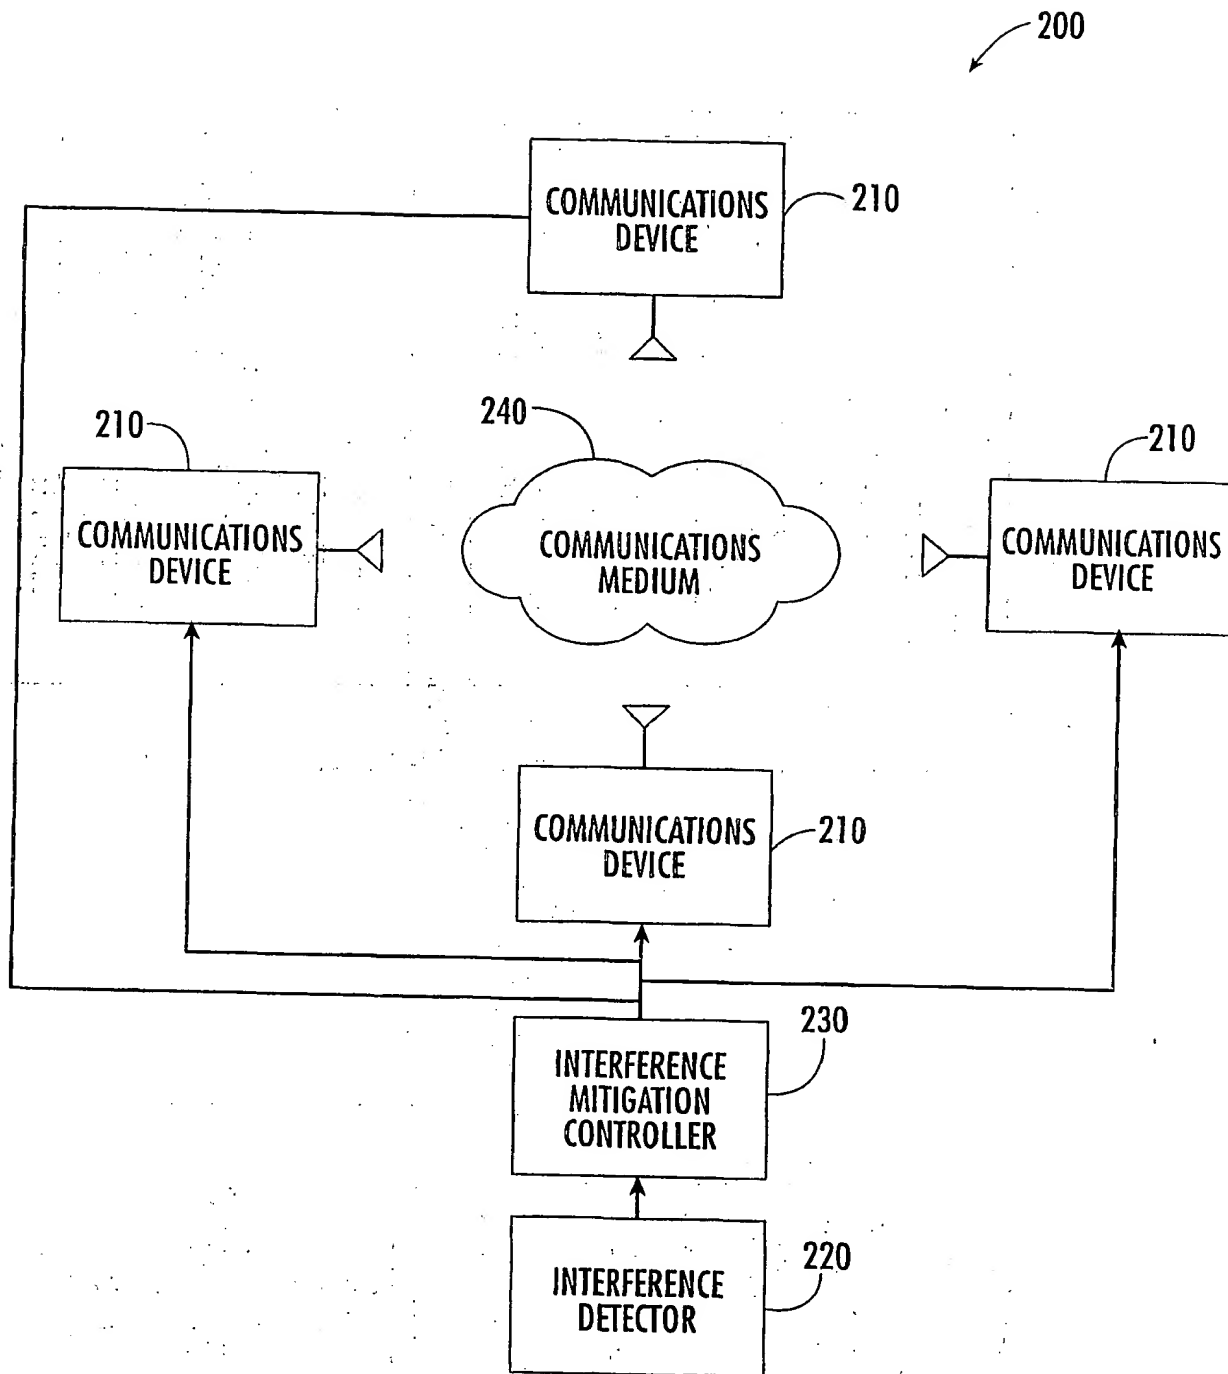 200
COMMUNICATIONS
DEVICE
210
210
COMMUNICATIONS
DEVICE
240
COMMUNICATIONS
MEDIUM
210
COMMUNICATIONS
DEVICE
COMMUNICATIONS
DEVICE
210
230
INTERFERENCE
MITIGATION
CONTROLLER
220
INTERFERENCE
DETECTOR